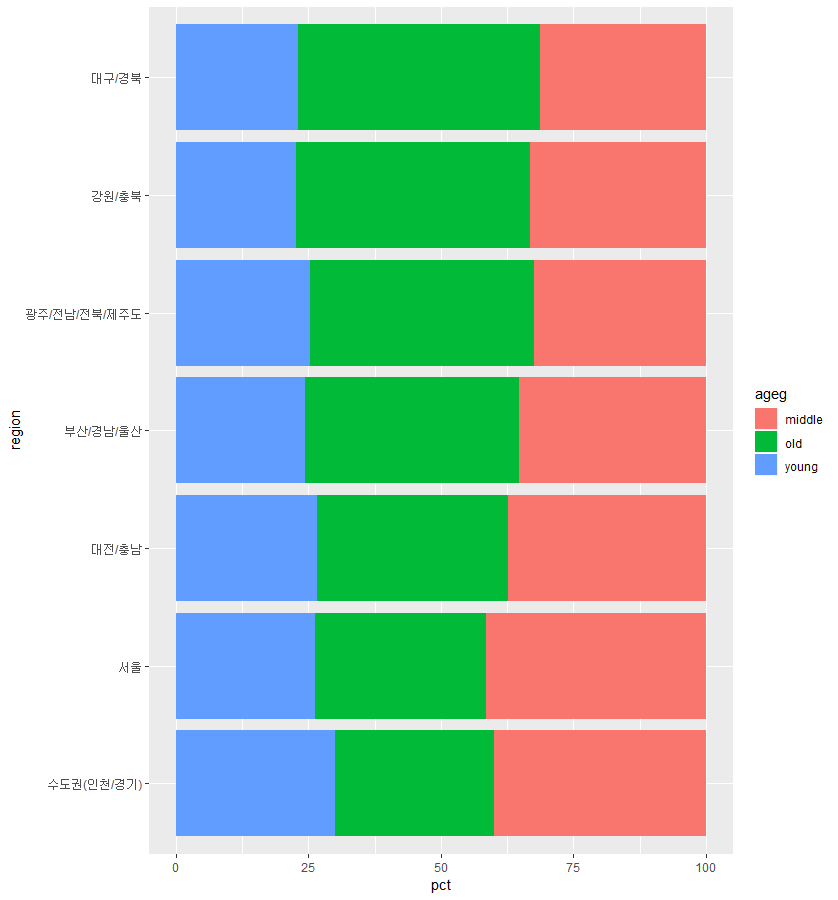 대구/경북
강원/충북
광주/전남/전북/제주도
부산/경남/울산
대전/충남
서울
수도권(인천/경기)
region
0 25 50 75 100
pct
ageg
middle
old
young